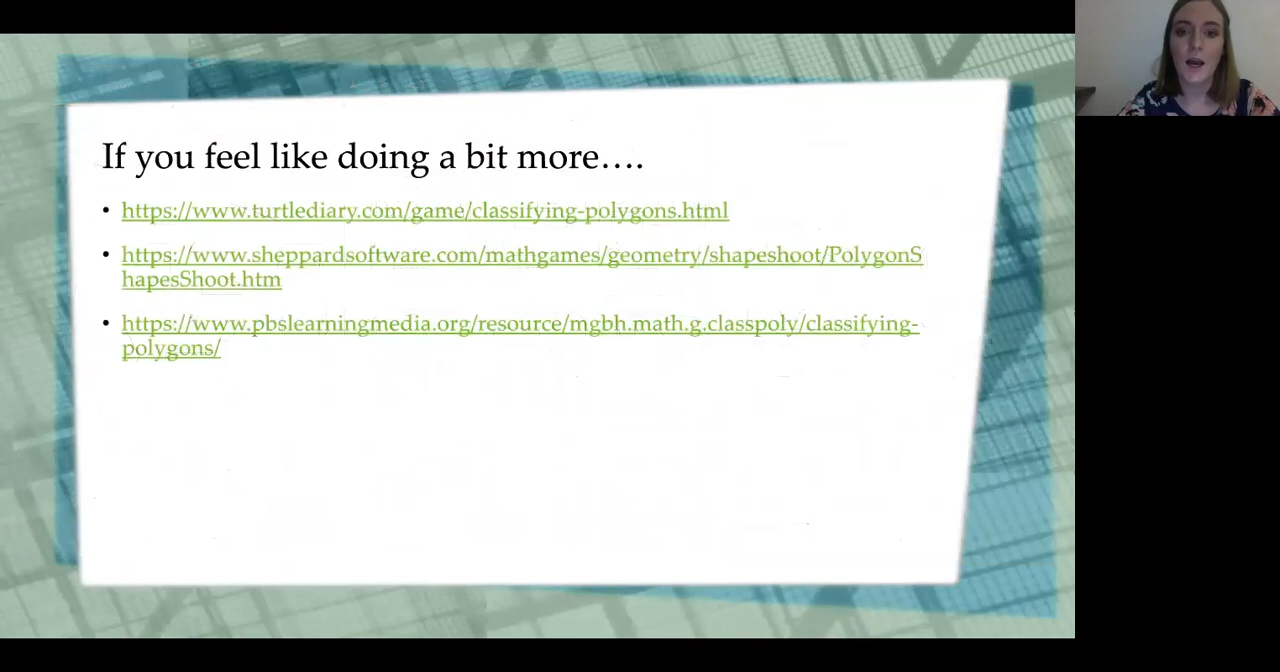 If you feel like doing a bit more....
• https://www.turtlediary.com/game/classifying-polygons.html
• https://www.sheppardsoftware.com/mathgames/geometry/shapeshoot/PolygonS
hapesShoot.htm
• https://www.pbslearningmedia.org/resource/mgbh.math.g.classpoly/classifying-
polygons/